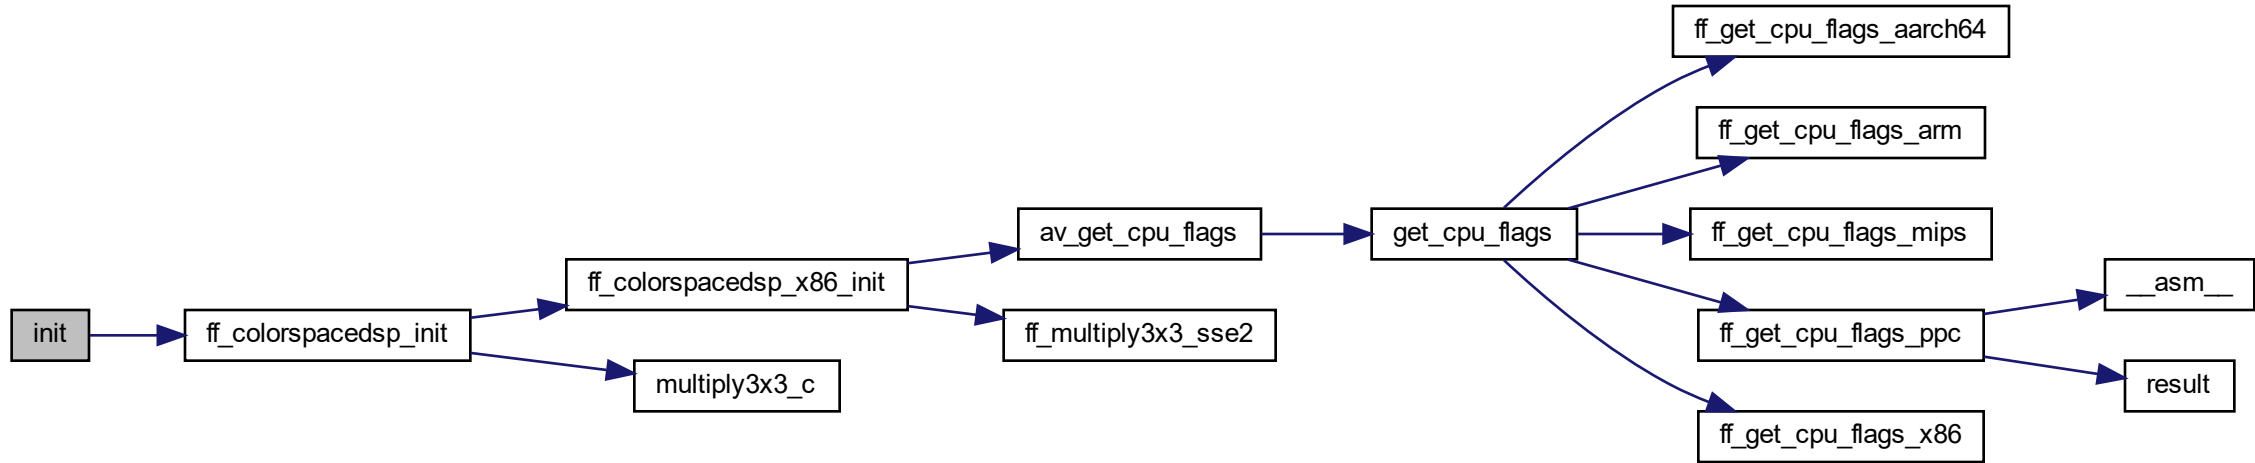 init
ff_colorspacedsp_init
ff_colorspacedsp_x86_init
multiply3x3_c
av_get_cpu_flags
ff_multiply3x3_sse2
get_cpu_flags
ff_get_cpu_flags_aarch64
ff_get_cpu_flags_arm
ff_get_cpu_flags_mips
ff_get_cpu_flags_ppc
ff_get_cpu_flags_x86
__asm__
result